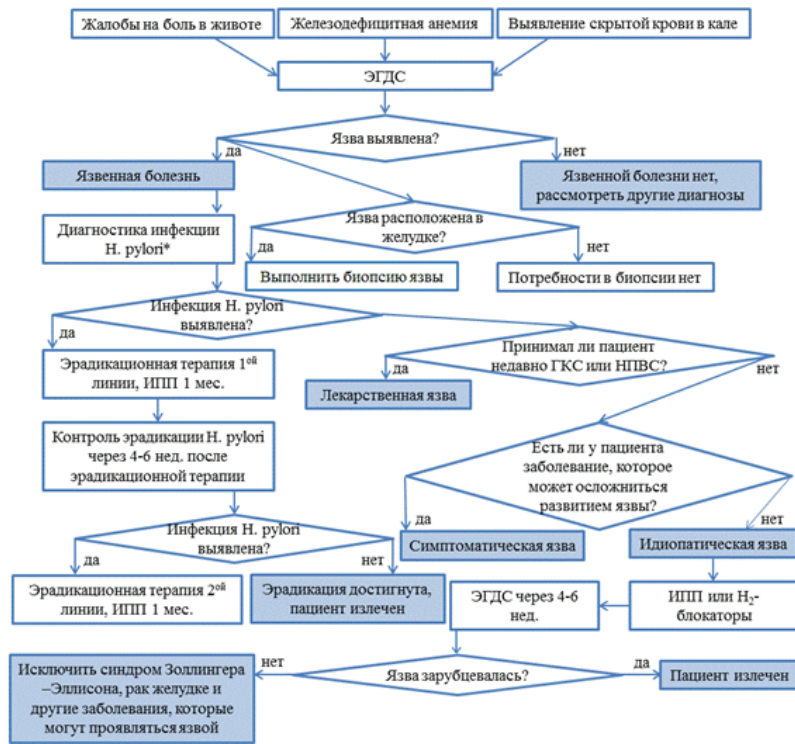 Жалобы на боль в животе
Железодефицитная анемия
Выявление скрытой крови в кале
ЭГДС
Язва выявлена?
да
нет
Язвенная болезнь
Язвенной болезни нет,
рассмотреть другие диагнозы
Диагностика инфекции
H. pylori*
Язва расположена в
желудке?
да
нет
Выполнить биопсию язвы
Потребности в биопсии нет
Инфекция H. pylori
выявлена?
да
Принимал ли пациент
недавно ГКС или НПВС?
да
нет
Эрадикационная терапия 1ой
линии, ИПП 1 мес.
Лекарственная язва
Контроль эрадикации H. pylori
через 4-6 нед. после
эрадикационной терапии
Есть ли у пациента
заболевание, которое
может осложниться
развитием язвы?
да
нет
Инфекция H. pylori
выявлена?
да
нет
Симптоматическая язва
Идиопатическая язва
Эрадикационная терапия 2ой
линии, ИПП 1 мес.
Эрадикация достигнута,
пациент излечен
ЭГДС через 4-6
нед.
ИПП или H2-
блокаторы
Язва зарубцевалась?
нет
да
Исключить синдром Золлингера
–Эллисона, рак желудке и
другие заболевания, которые
могут проявляться язвой
Пациент излечен